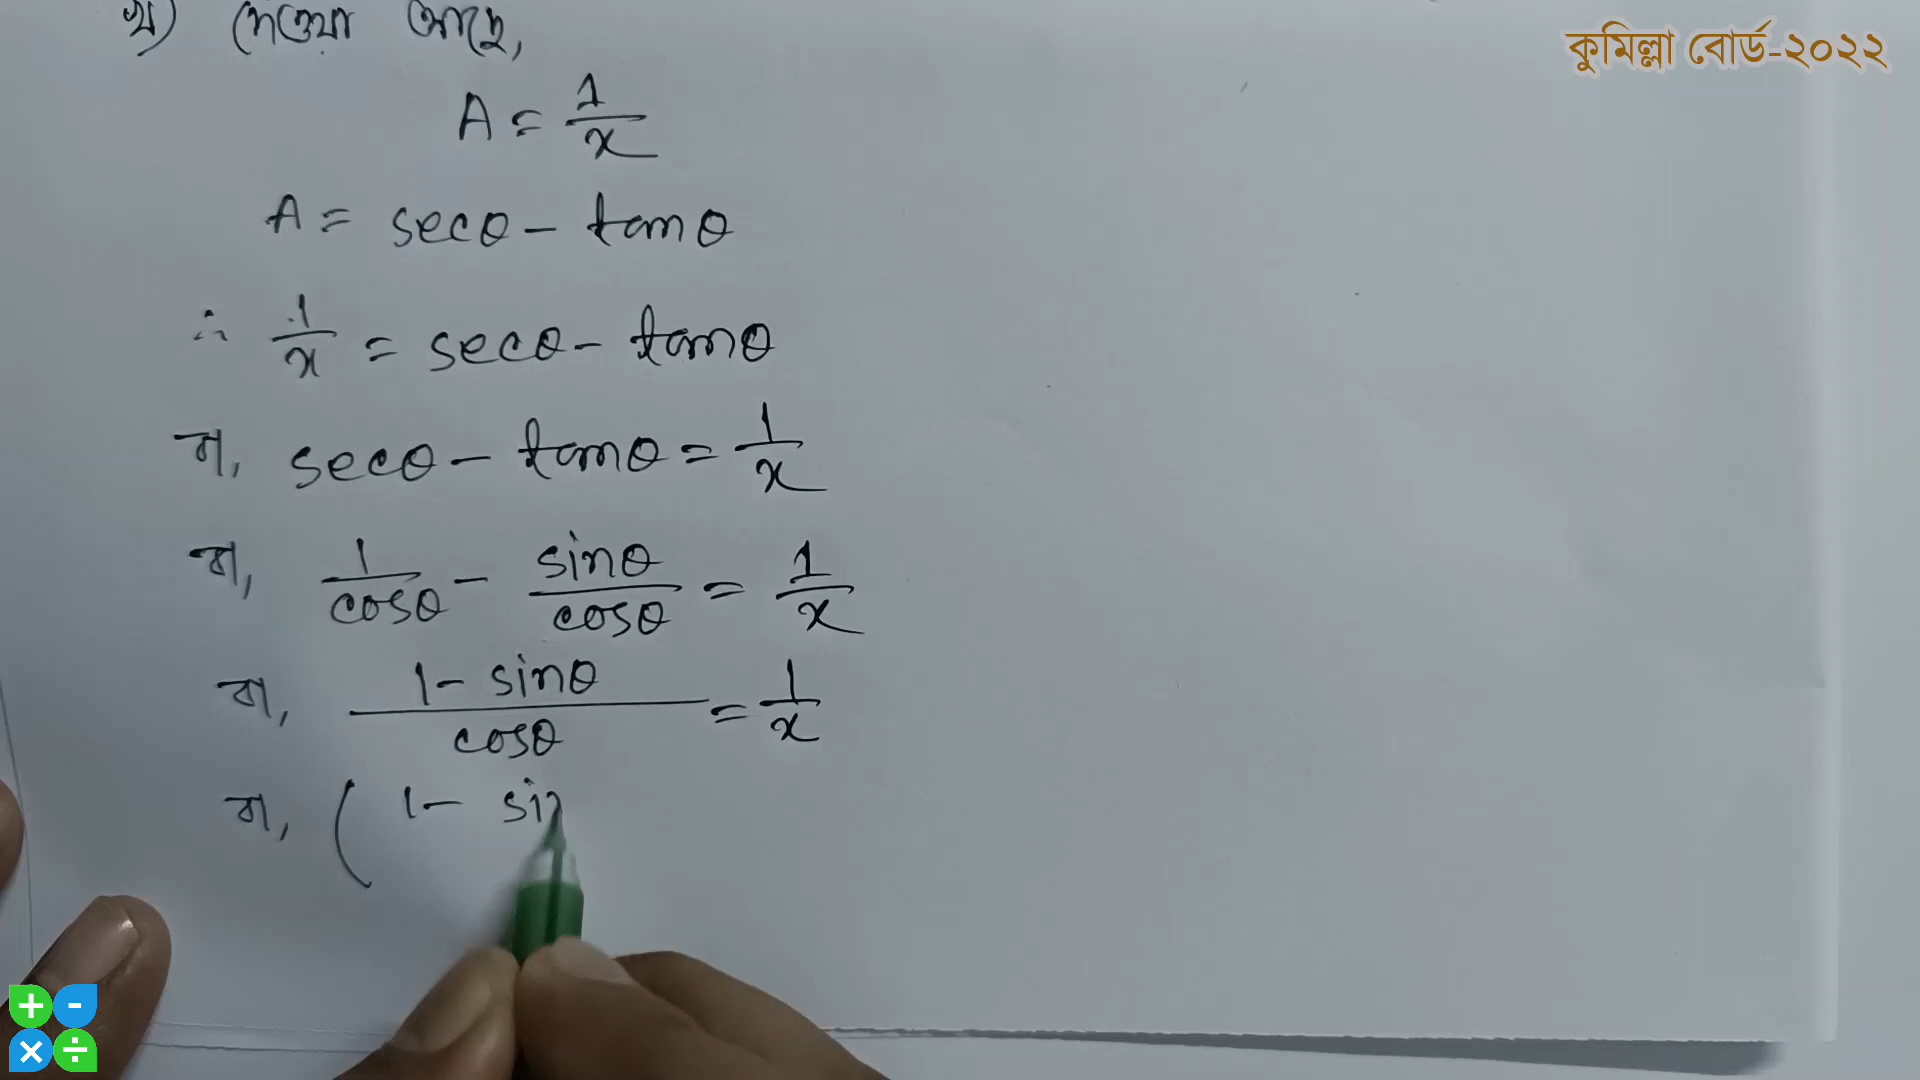 কুমিল্লা বোর্ড-২০২২
খ) দেওয়া আছে,
A = 1/x
A = secθ - tanθ
∴ 1/x = secθ - tanθ
বা, secθ - tanθ = 1/x
বা, 1/cosθ - sinθ/cosθ = 1/x
বা, 1 - sinθ/cosθ = 1/x
বা, ( 1 - sin